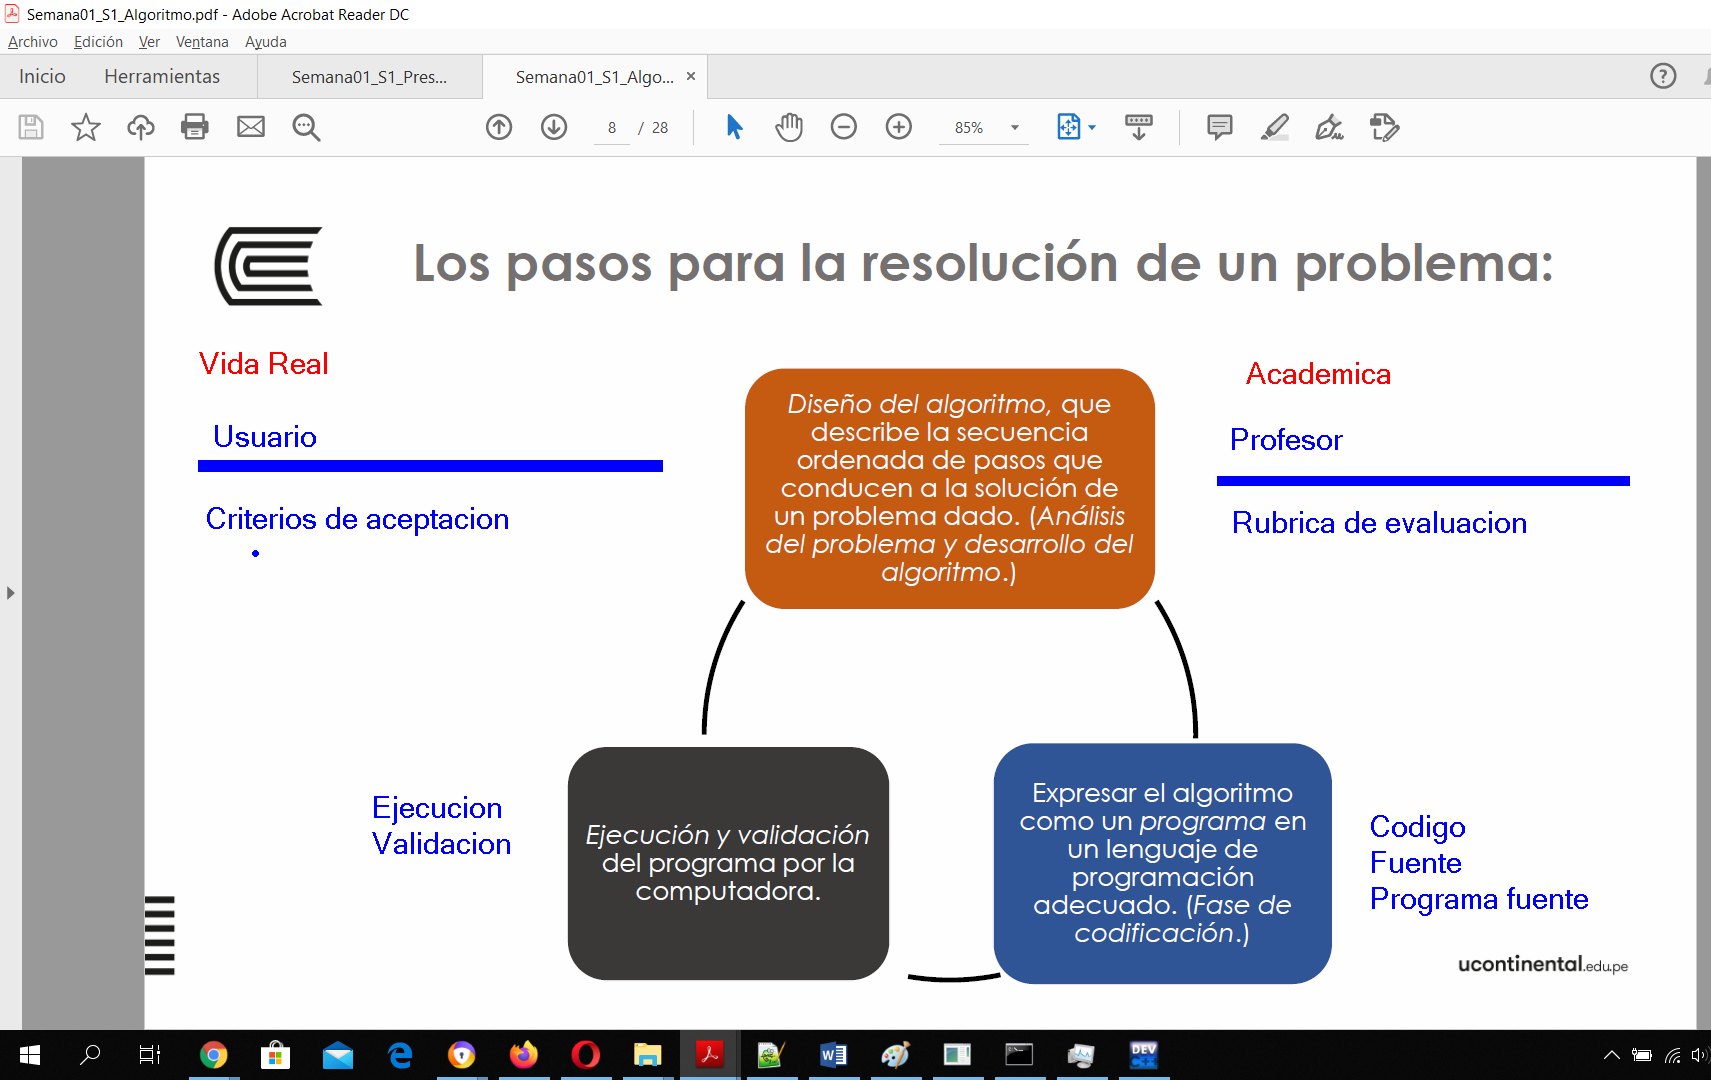 Semana01_S1_Algoritmo.pdf - Adobe Acrobat Reader DC
Archivo Edición Ver Ventana Ayuda
Inicio Herramientas Semana01_S1_Pres... Semana01_S1_Algo... ×
8 / 28 85%
Los pasos para la resolución de un problema:
Vida Real
Usuario
Criterios de aceptacion
Academica
Profesor
Rubrica de evaluacion
Diseño del algoritmo, que
describe la secuencia
ordenada de pasos que
conducen a la solución de
un problema dado. (Análisis
del problema y desarrollo del
algoritmo.)
Ejecucion
Validacion
Ejecución y validación
del programa por la
computadora.
Expresar el algoritmo
como un programa en
un lenguaje de
programación
adecuado. (Fase de
codificación.)
Codigo
Fuente
Programa fuente
ucontinental.edu.pe
DEV
C++